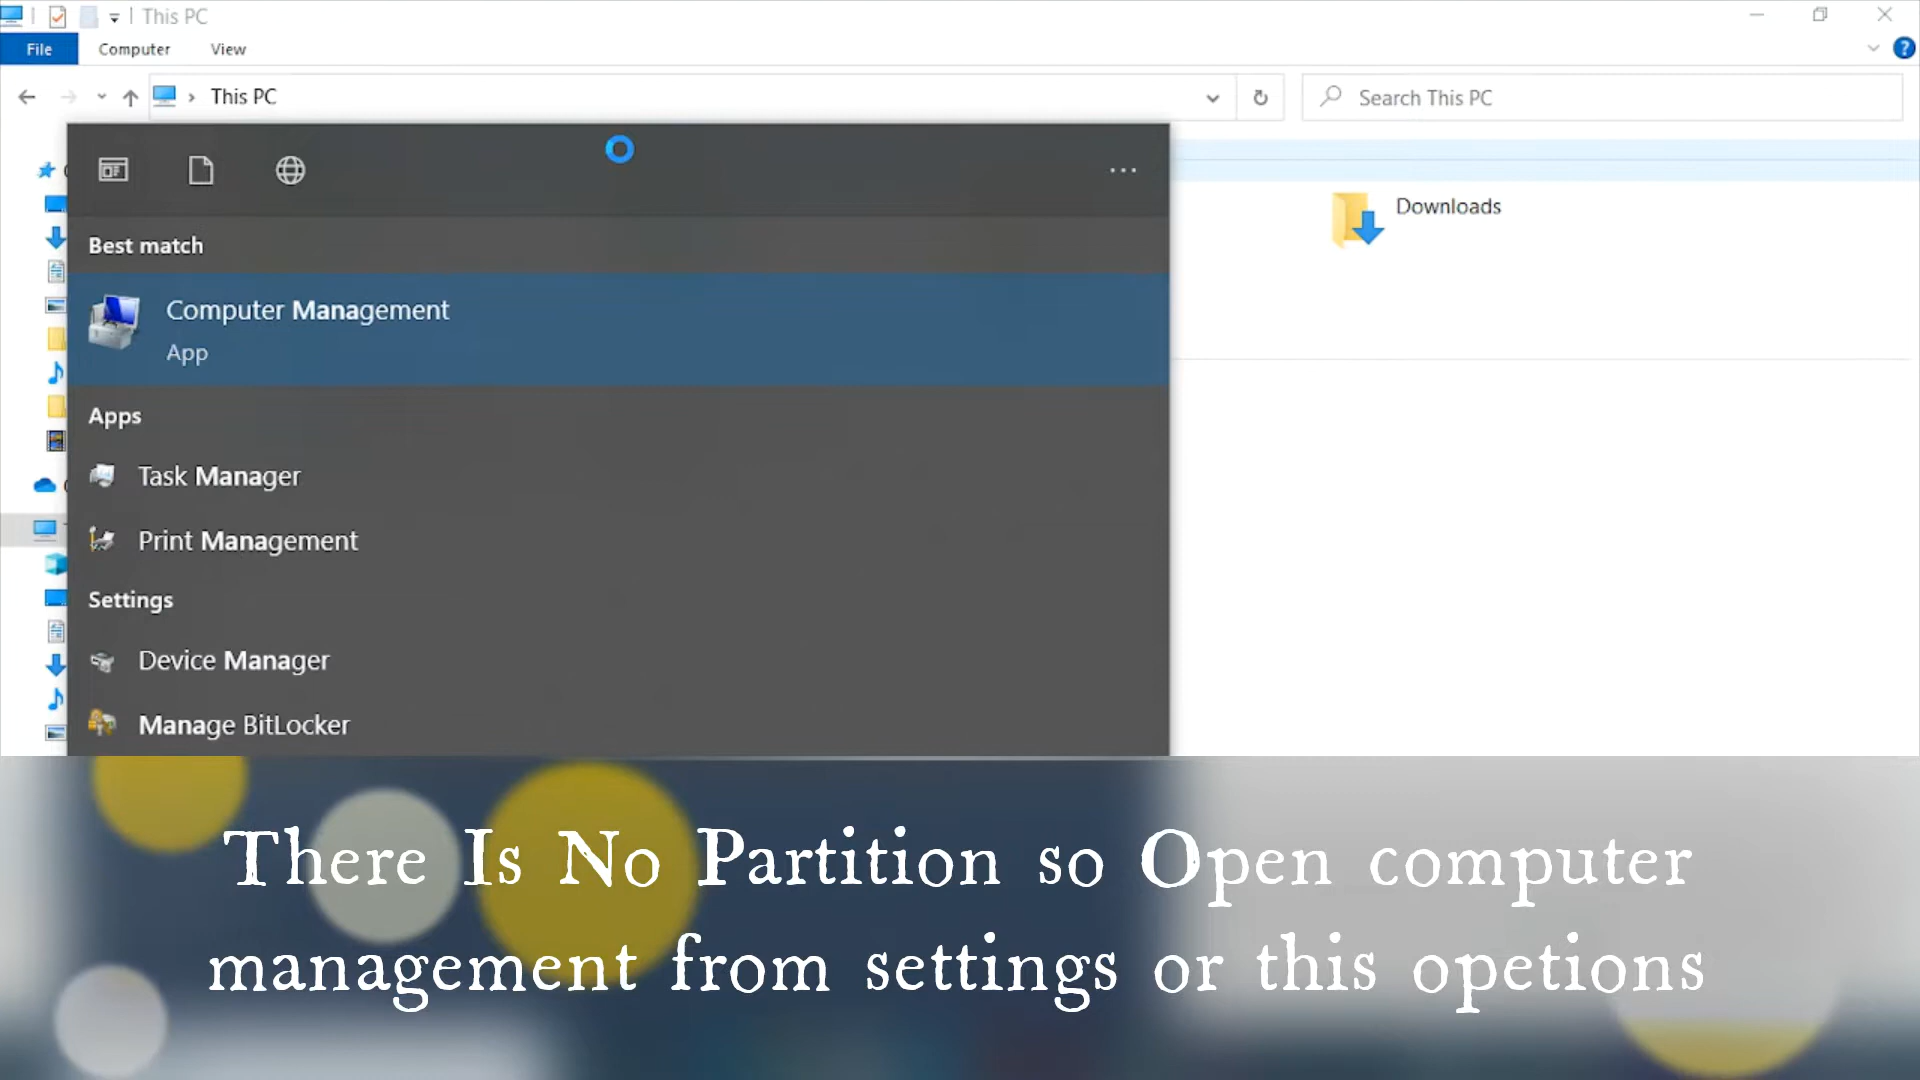 This PC
File Computer View
This PC
Search This PC
Downloads
Best match
Computer Management
App
Apps
Task Manager
Print Management
Settings
Device Manager
Manage BitLocker
There Is No Partition so Open computer
management from settings or this opetions